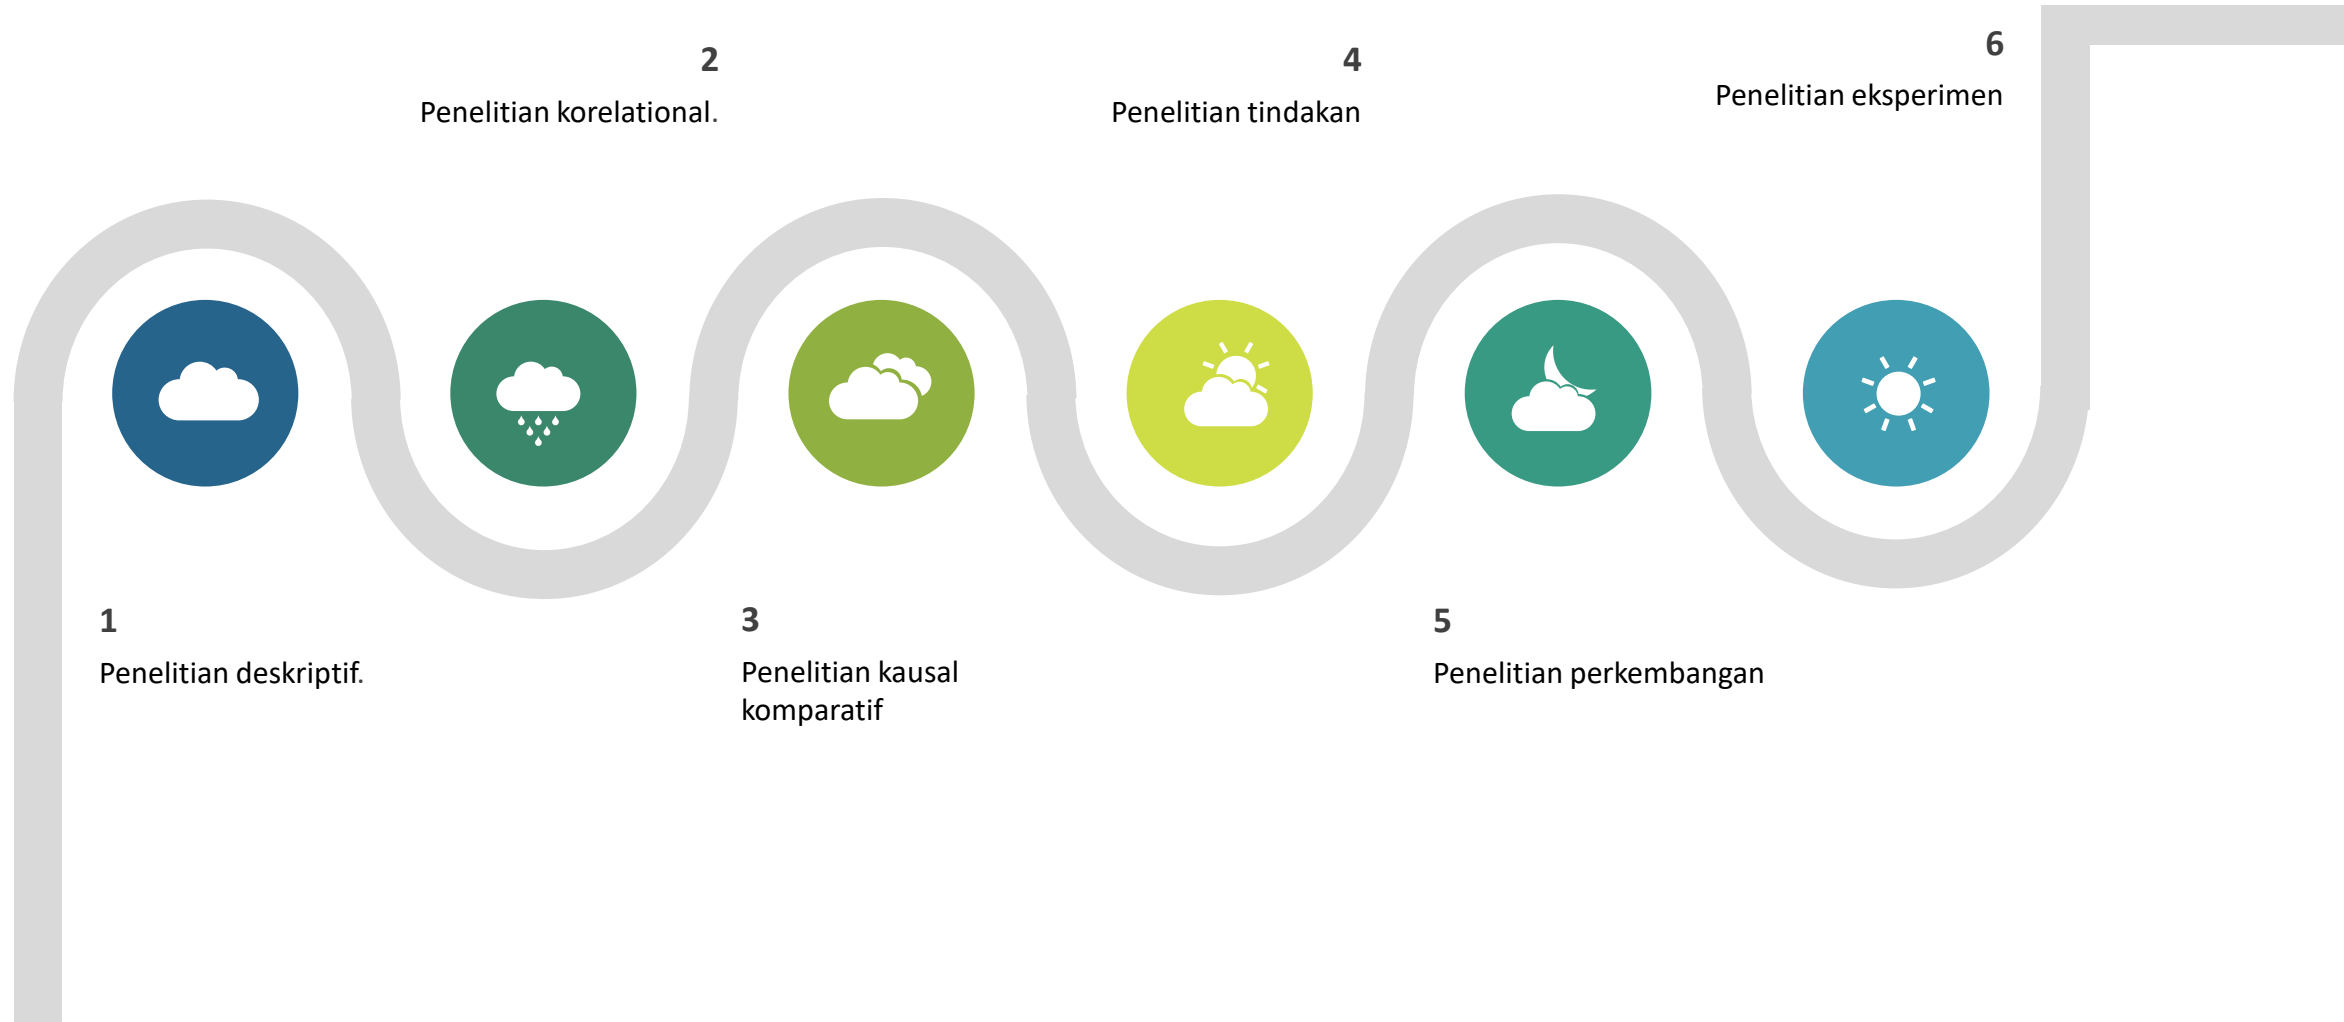 1
Penelitian deskriptif.
2
Penelitian korelational.
3
Penelitian kausal
komparatif
4
Penelitian tindakan
5
Penelitian perkembangan
6
Penelitian eksperimen